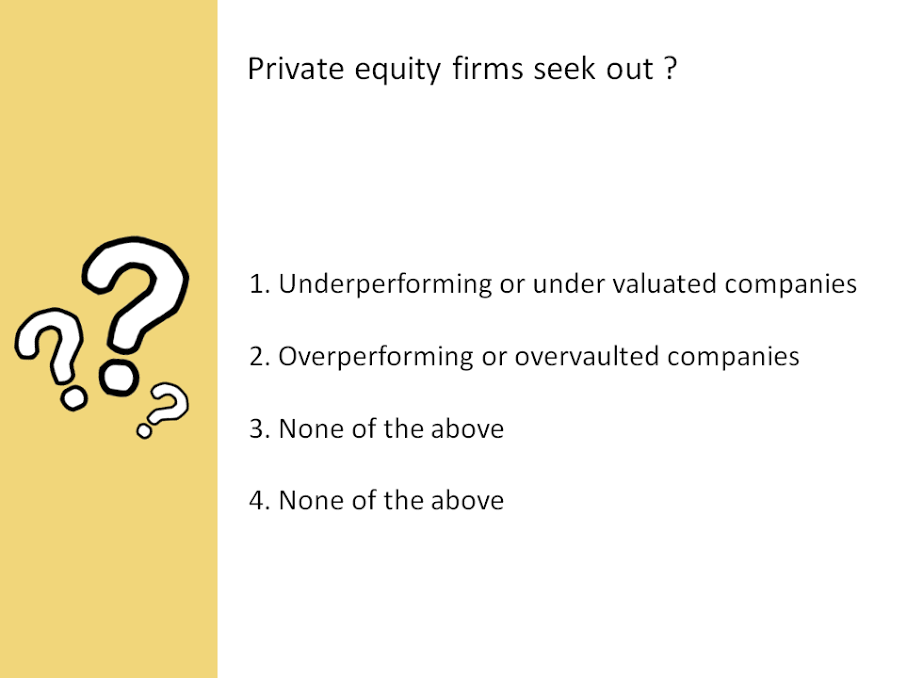 Private equity firms seek out ?
1. Underperforming or under valuated companies
2. Overperforming or overvaulted companies
3. None of the above
4. None of the above